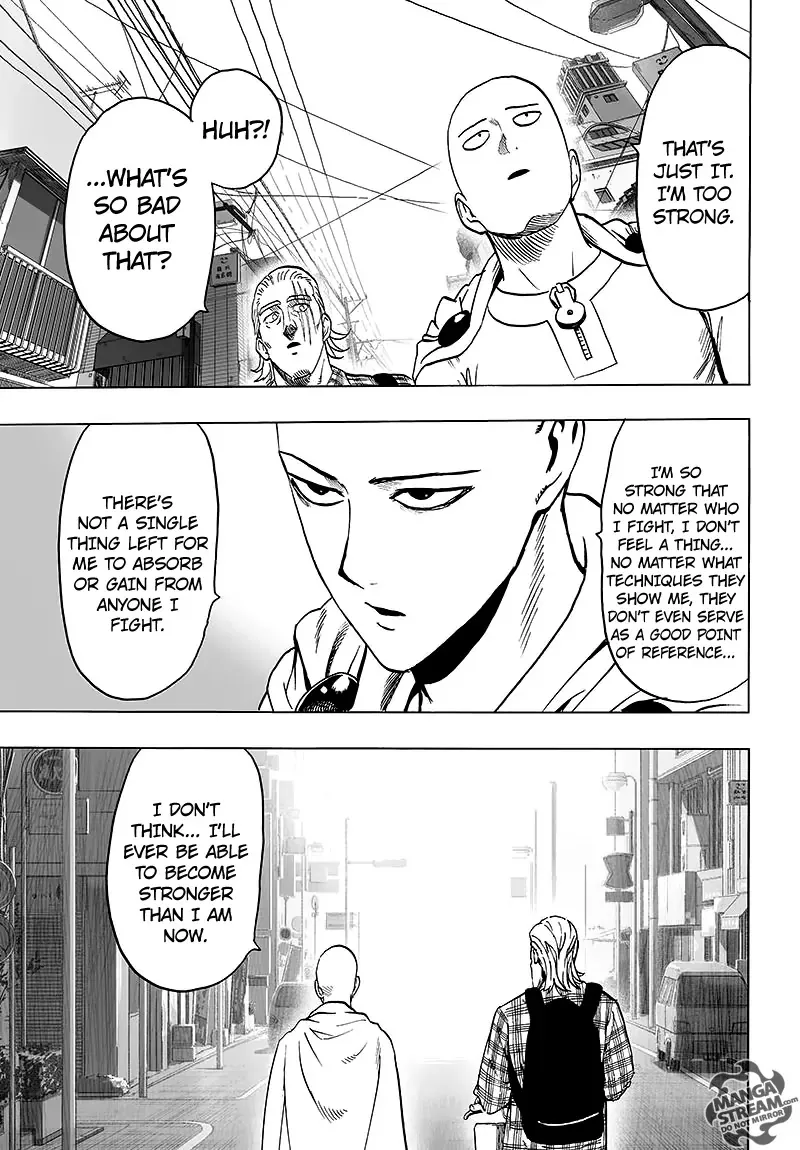 THAT'S
JUST IT.
I'M TOO
STRONG.
HUH?!
...WHAT'S
SO BAD
ABOUT
THAT?
I'M SO
STRONG THAT
NO MATTER WHO
I FIGHT, I DON'T
FEEL A THING...
NO MATTER WHAT
TECHNIQUES THEY
SHOW ME, THEY
DON'T EVEN SERVE
AS A GOOD POINT
OF REFERENCE...
THERE'S
NOT A SINGLE
THING LEFT FOR
ME TO ABSORB
OR GAIN FROM
ANYONE I
FIGHT.
I DON'T
THINK... I'LL
EVER BE ABLE
TO BECOME
STRONGER
THAN I AM
NOW.
MANGA
STREAM.com
DO NOT MIRROR